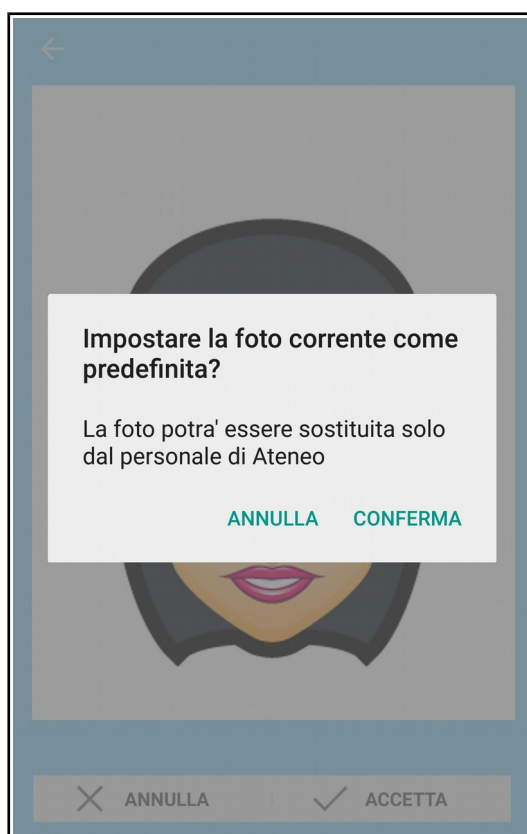 Impostare la foto corrente come
predefinita?
La foto potra' essere sostituita solo
dal personale di Ateneo
ANNULLA CONFERMA
ANNULLA ACCETTA